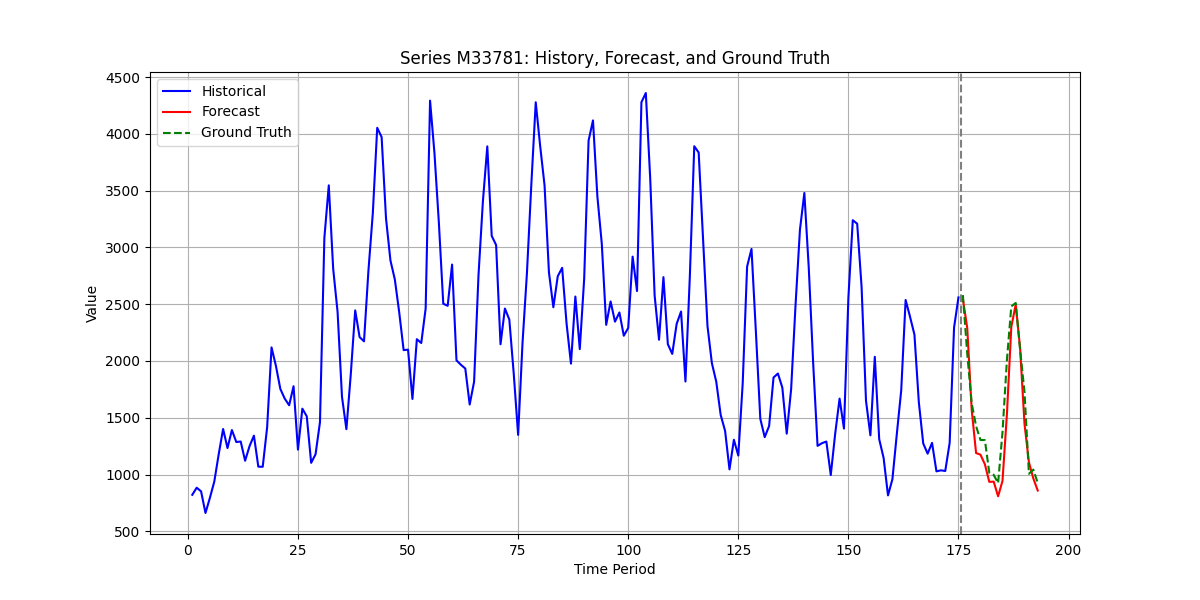 Series M33781: History, Forecast, and Ground Truth
Historical
Forecast
Ground Truth
4500
4000
3500
3000
2500
2000
1500
1000
500
Value
0 25 50 75 100 125 150 175 200
Time Period